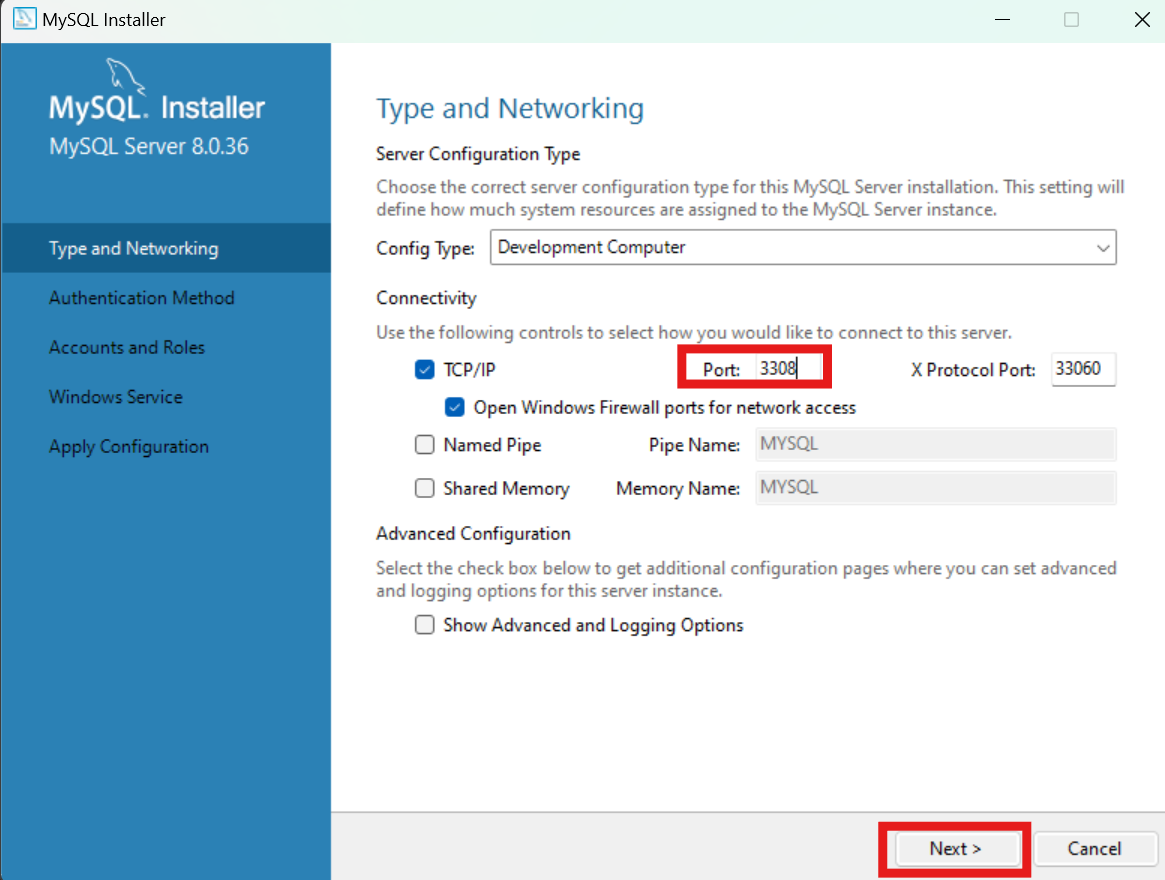 MySQL Installer
MySQL. Installer
MySQL Server 8.0.36
Type and Networking
Authentication Method
Accounts and Roles
Windows Service
Apply Configuration
Type and Networking
Server Configuration Type
Choose the correct server configuration type for this MySQL Server installation. This setting will
define how much system resources are assigned to the MySQL Server instance.
Config Type: Development Computer
Connectivity
Use the following controls to select how you would like to connect to this server.
TCP/IP Port: 3308 X Protocol Port: 33060
Open Windows Firewall ports for network access
Named Pipe Pipe Name: MYSQL
Shared Memory Memory Name: MYSQL
Advanced Configuration
Select the check box below to get additional configuration pages where you can set advanced
and logging options for this server instance.
Show Advanced and Logging Options
Next > Cancel